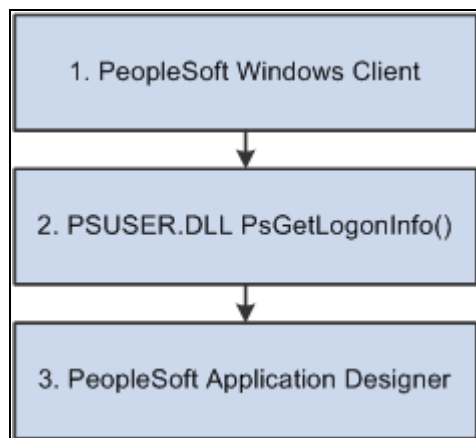 1. PeopleSoft Windows Client
2. PSUSER.DLL PsGetLogonInfo()
3. PeopleSoft Application Designer